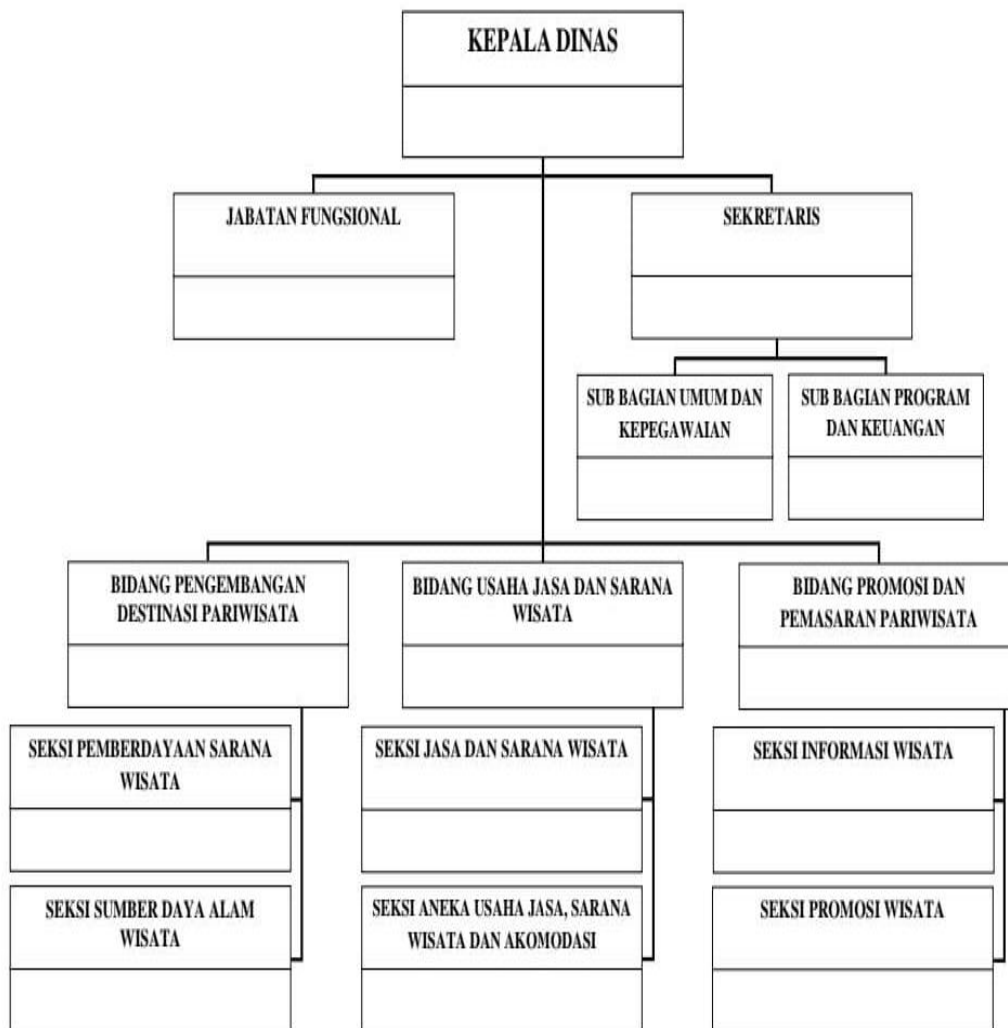 KEPALA DINAS
JABATAN FUNGSIONAL
SEKRETARIS
SUB BAGIAN UMUM DAN
KEPEGAWAIAN
SUB BAGIAN PROGRAM
DAN KEUANGAN
BIDANG PENGEMBANGAN
DESTINASI PARIWISATA
BIDANG USAHA JASA DAN SARANA
WISATA
BIDANG PROMOSI DAN
PEMASARAN PARIWISATA
SEKSI PEMBERDAYAAN SARANA
WISATA
SEKSI JASA DAN SARANA WISATA
SEKSI INFORMASI WISATA
SEKSI SUMBER DAYA ALAM
WISATA
SEKSI ANEKA USAHA JASA, SARANA
WISATA DAN AKOMODASI
SEKSI PROMOSI WISATA